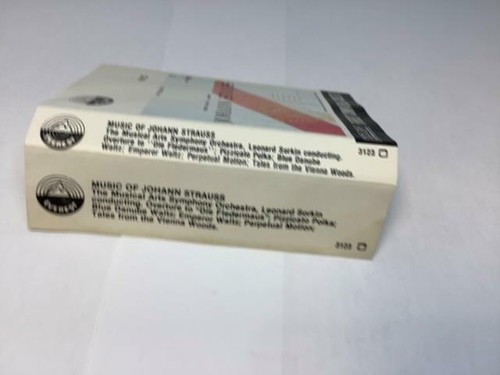 MUSIC OF JOHANN STRAUSS
The Musical Arts Symphony Orchestra, Leonard Sorkin conducting.
Overture to "Die Fledermaus"; Pizzicato Polka; Blue Danube
Waltz; Emperor Waltz; Perpetual Motion; Tales from the Vienna Woods.
3123
EVEREST
MUSIC OF JOHANN STRAUSS
The Musical Arts Symphony Orchestra, Leonard Sorkin
conducting. Overture to "Die Fledermaus"; Pizzicato Polka;
Blue Danube Waltz; Emperor Waltz; Perpetual Motion;
Tales from the Vienna Woods.
3123
EVEREST